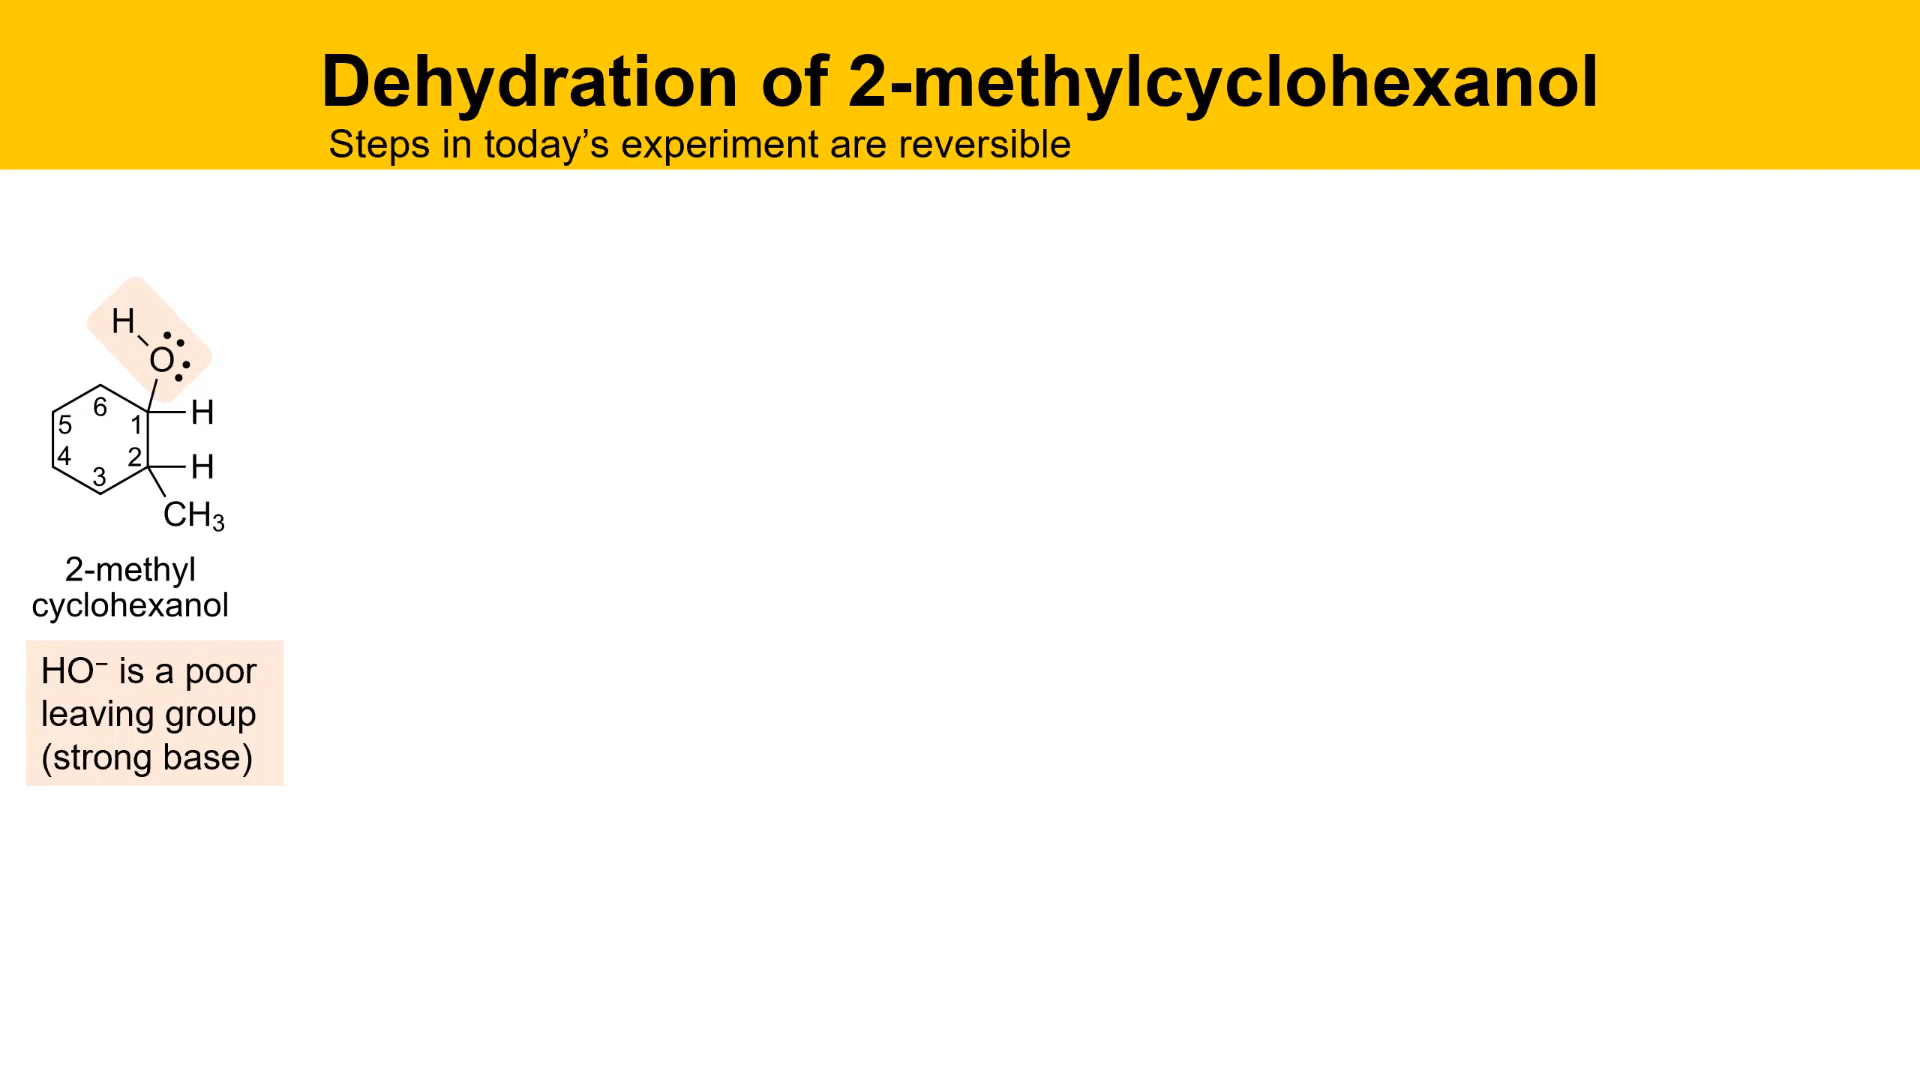 Dehydration of 2-methylcyclohexanol
Steps in today’s experiment are reversible
H
O
6
1
H
5
4
2
H
3
CH₃
2-methyl
cyclohexanol
HO⁻ is a poor
leaving group
(strong base)